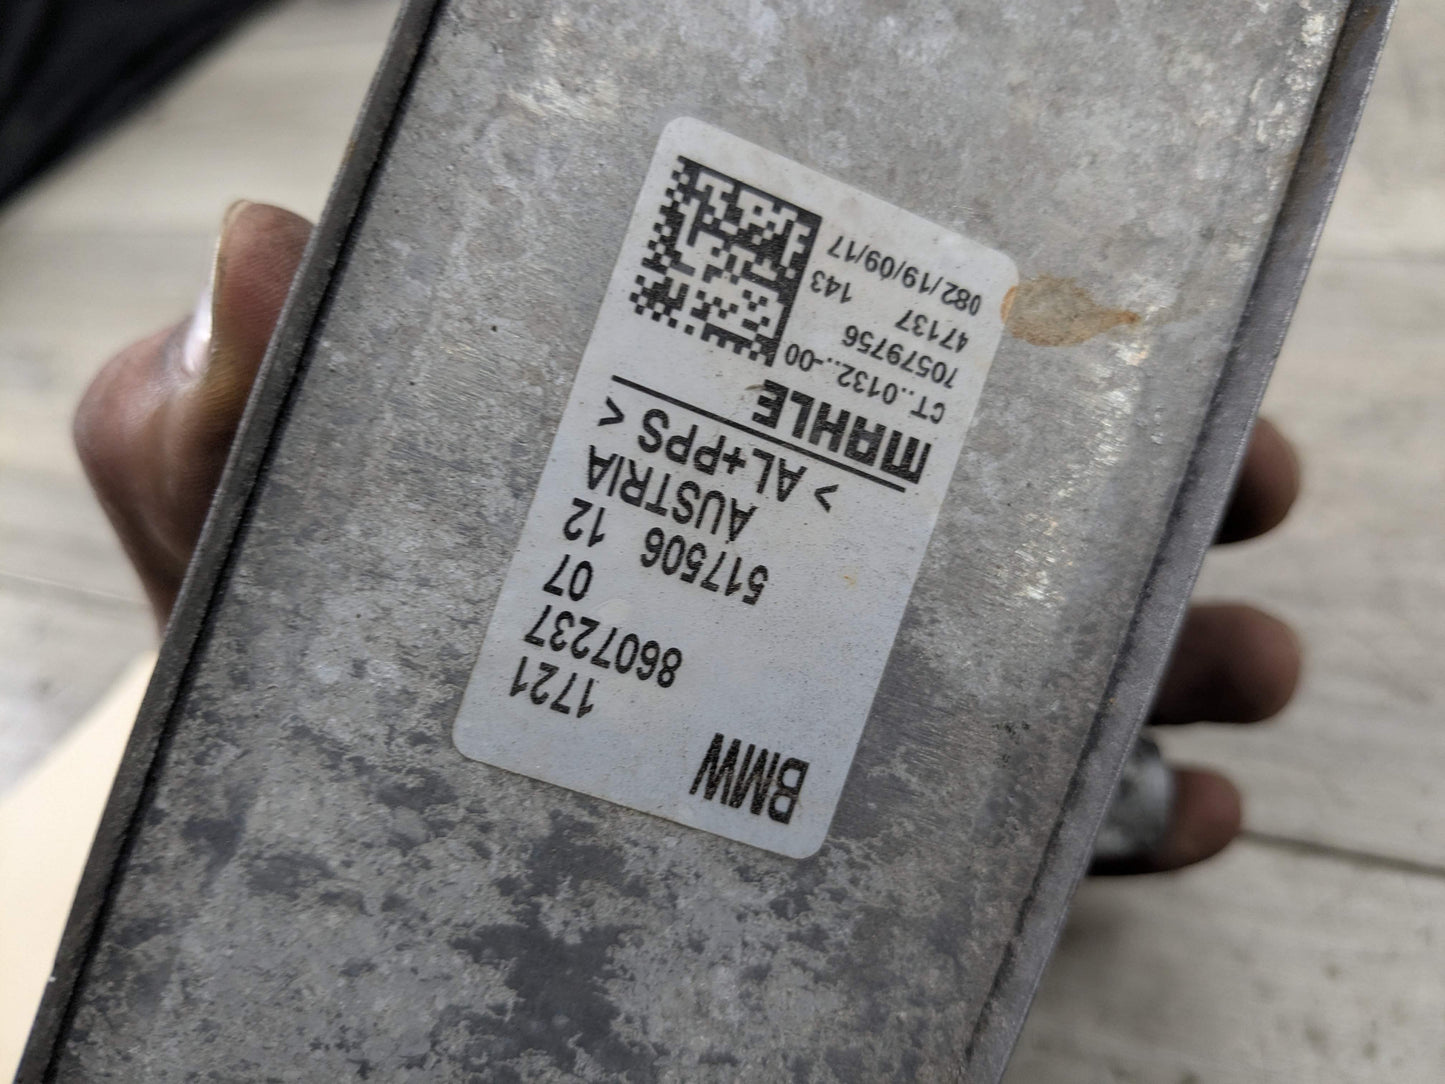 BMW
1721
8607237 07
517506 12
AUSTRIA
> AL+PPS <
MAHLE
CT..0132...-00
70579756
47137 143
082/19/09/17